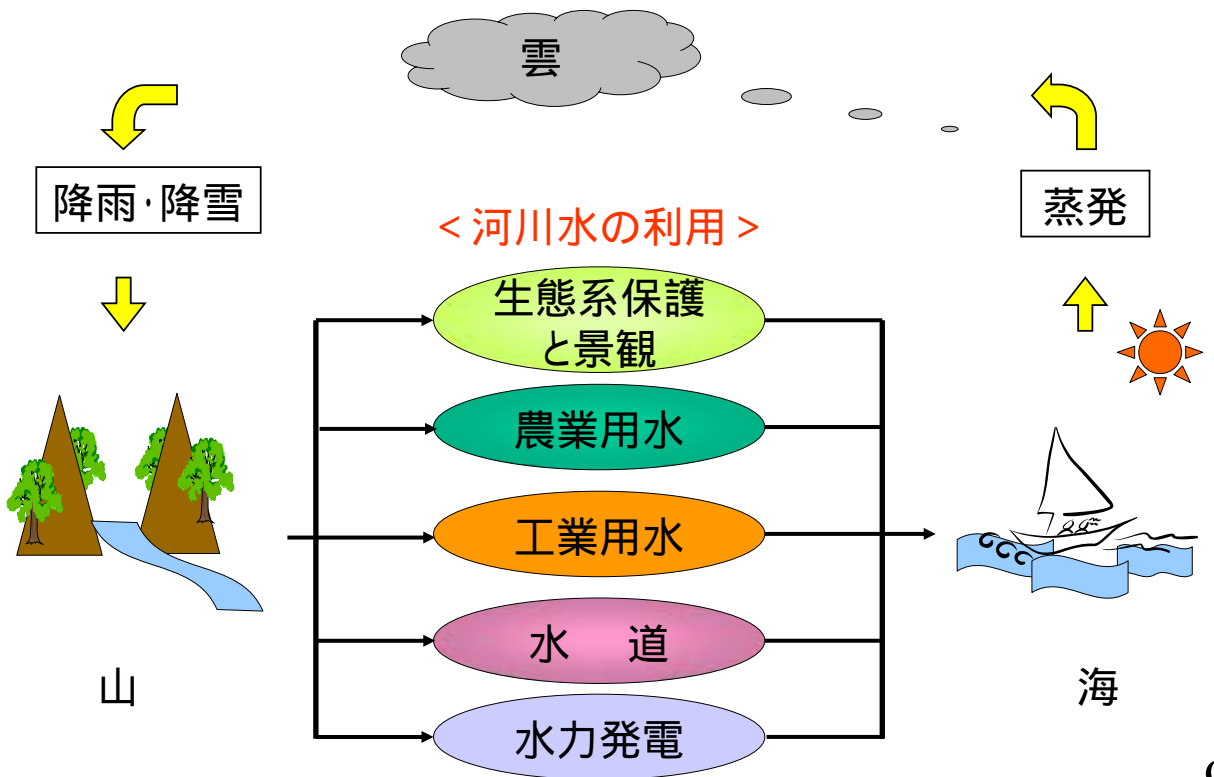 雲
降雨・降雪
蒸発
<河川水の利用>
生態系保護
と景観
農業用水
工業用水
水　道
水力発電
山
海